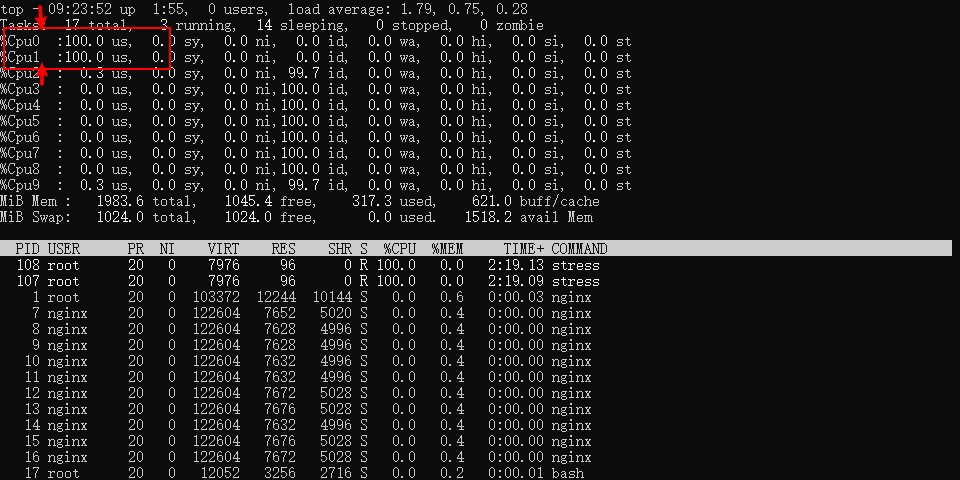 top - 09:23:52 up  1:55,  0 users,  load average: 1.79, 0.75, 0.28
Tasks: 17 total,   3 running,  14 sleeping,   0 stopped,   0 zombie
%Cpu0  :100.0 us,  0.0 sy,  0.0 ni,  0.0 id,  0.0 wa,  0.0 hi,  0.0 si,  0.0 st
%Cpu1  :100.0 us,  0.0 sy,  0.0 ni,  0.0 id,  0.0 wa,  0.0 hi,  0.0 si,  0.0 st
%Cpu2  :  0.3 us,  0.0 sy,  0.0 ni, 99.7 id,  0.0 wa,  0.0 hi,  0.0 si,  0.0 st
%Cpu3  :  0.0 us,  0.0 sy,  0.0 ni,100.0 id,  0.0 wa,  0.0 hi,  0.0 si,  0.0 st
%Cpu4  :  0.0 us,  0.0 sy,  0.0 ni,100.0 id,  0.0 wa,  0.0 hi,  0.0 si,  0.0 st
%Cpu5  :  0.0 us,  0.0 sy,  0.0 ni,100.0 id,  0.0 wa,  0.0 hi,  0.0 si,  0.0 st
%Cpu6  :  0.0 us,  0.0 sy,  0.0 ni,100.0 id,  0.0 wa,  0.0 hi,  0.0 si,  0.0 st
%Cpu7  :  0.0 us,  0.0 sy,  0.0 ni,100.0 id,  0.0 wa,  0.0 hi,  0.0 si,  0.0 st
%Cpu8  :  0.0 us,  0.0 sy,  0.0 ni,100.0 id,  0.0 wa,  0.0 hi,  0.0 si,  0.0 st
%Cpu9  :  0.3 us,  0.0 sy,  0.0 ni, 99.7 id,  0.0 wa,  0.0 hi,  0.0 si,  0.0 st
MiB Mem :   1983.6 total,   1045.4 free,    317.3 used,    621.0 buff/cache
MiB Swap:   1024.0 total,   1024.0 free,      0.0 used.   1518.2 avail Mem
PID USER      PR  NI    VIRT    RES    SHR S  %CPU  %MEM     TIME+ COMMAND
108 root      20   0    7976     96      0 R 100.0   0.0   2:19.13 stress
107 root      20   0    7976     96      0 R 100.0   0.0   2:19.09 stress
1 root      20   0  103372  12244  10144 S   0.0   0.6   0:00.03 nginx
7 nginx     20   0  122604   7652   5020 S   0.0   0.4   0:00.00 nginx
8 nginx     20   0  122604   7628   4996 S   0.0   0.4   0:00.00 nginx
9 nginx     20   0  122604   7628   4996 S   0.0   0.4   0:00.00 nginx
10 nginx     20   0  122604   7632   4996 S   0.0   0.4   0:00.00 nginx
11 nginx     20   0  122604   7632   4996 S   0.0   0.4   0:00.00 nginx
12 nginx     20   0  122604   7672   5028 S   0.0   0.4   0:00.00 nginx
13 nginx     20   0  122604   7676   5028 S   0.0   0.4   0:00.00 nginx
14 nginx     20   0  122604   7632   4996 S   0.0   0.4   0:00.00 nginx
15 nginx     20   0  122604   7676   5028 S   0.0   0.4   0:00.00 nginx
16 nginx     20   0  122604   7672   5028 S   0.0   0.4   0:00.00 nginx
17 root      20   0   12052   3256   2716 S   0.0   0.2   0:00.01 bash